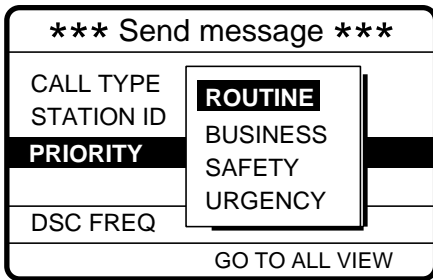 *** Send message ***
CALL TYPE
STATION ID
PRIORITY
ROUTINE
BUSINESS
SAFETY
URGENCY
DSC FREQ
GO TO ALL VIEW